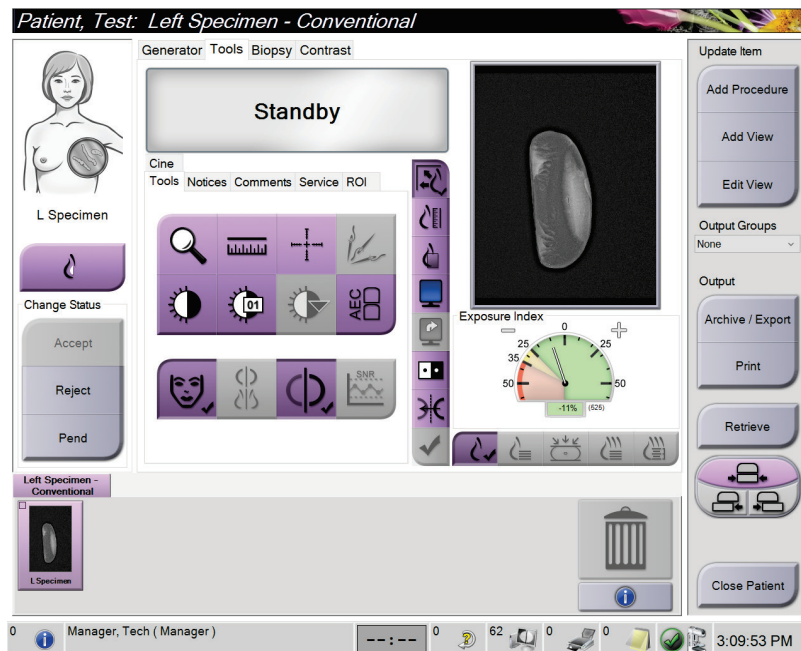 Patient, Test:  Left Specimen - Conventional
Generator Tools Biopsy Contrast
Standby
Cine
Tools Notices Comments Service ROI
01
AEC
SNR
L Specimen
Change Status
Accept
Reject
Pend
Exposure Index
0
25
25
35
50
50
-11% (525)
Update Item
Add Procedure
Add View
Edit View
Output Groups
None
Output
Archive / Export
Print
Retrieve
Close Patient
Left Specimen -
Conventional
L Specimen
0
Manager, Tech ( Manager )
--:--
0
62
0
0
3:09:53 PM